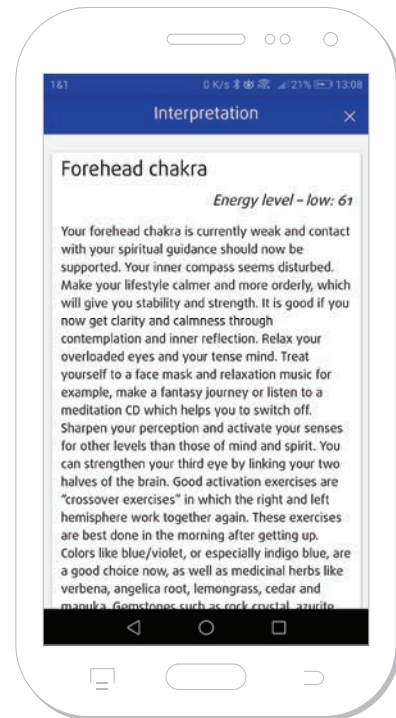 1&1 0 K/s 21% 13:08
Interpretation ×
Forehead chakra
Energy level – low: 61
Your forehead chakra is currently weak and contact
with your spiritual guidance should now be
supported. Your inner compass seems disturbed.
Make your lifestyle calmer and more orderly, which
will give you stability and strength. It is good if you
now get clarity and calmness through
contemplation and inner reflection. Relax your
overloaded eyes and your tense mind. Treat
yourself to a face mask and relaxation music for
example, make a fantasy journey or listen to a
meditation CD which helps you to switch off.
Sharpen your perception and activate your senses
for other levels than those of mind and spirit. You
can strengthen your third eye by linking your two
halves of the brain. Good activation exercises are
“crossover exercises” in which the right and left
hemisphere work together again. These exercises
are best done in the morning after getting up.
Colors like blue/violet, or especially indigo blue, are
a good choice now, as well as medicinal herbs like
verbena, angelica root, lemongrass, cedar and
manuka. Gemstones such as rock crystal, azurite